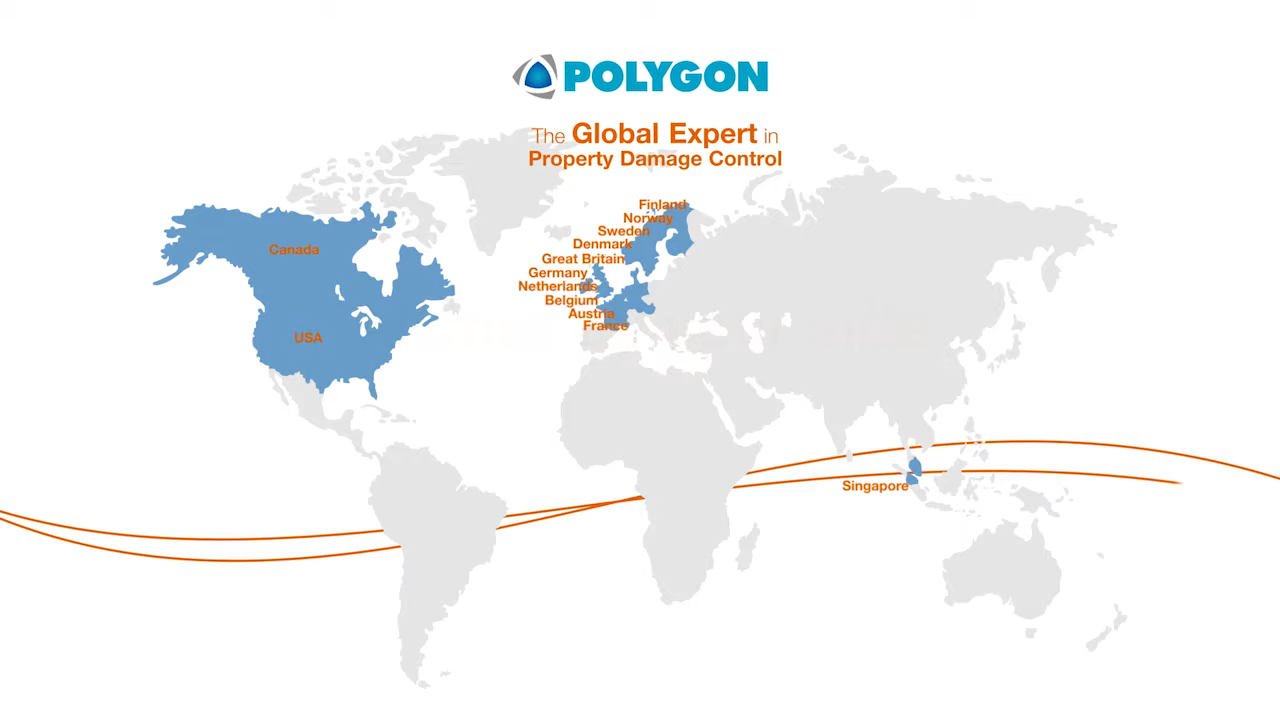 POLYGON
The Global Expert in
Property Damage Control
Finland
Norway
Sweden
Denmark
Great Britain
Germany
Netherlands
Belgium
Austria
France
Canada
USA
Singapore